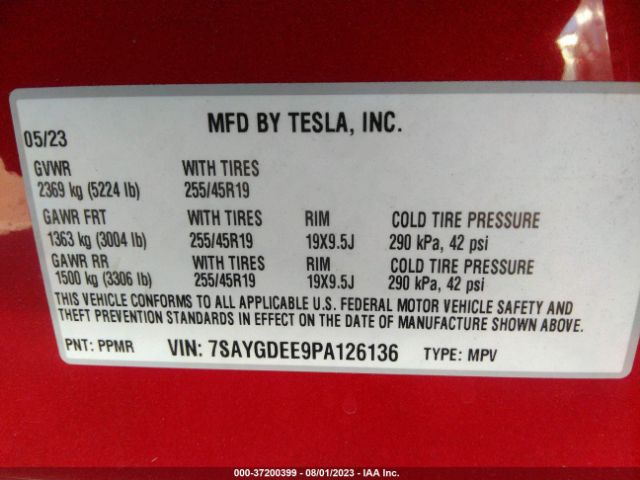 MFD BY TESLA, INC.
05/23
GVWR WITH TIRES
2369 kg (5224 lb) 255/45R19
GAWR FRT WITH TIRES RIM COLD TIRE PRESSURE
1363 kg (3004 lb) 255/45R19 19X9.5J 290 kPa, 42 psi
GAWR RR WITH TIRES RIM COLD TIRE PRESSURE
1500 kg (3306 lb) 255/45R19 19X9.5J 290 kPa, 42 psi
THIS VEHICLE CONFORMS TO ALL APPLICABLE U.S. FEDERAL MOTOR VEHICLE SAFETY AND
THEFT PREVENTION STANDARDS IN EFFECT ON THE DATE OF MANUFACTURE SHOWN ABOVE.
PNT: PPMR VIN: 7SAYGDEE9PA126136 TYPE: MPV
000-37200399 - 08/01/2023 - IAA Inc.